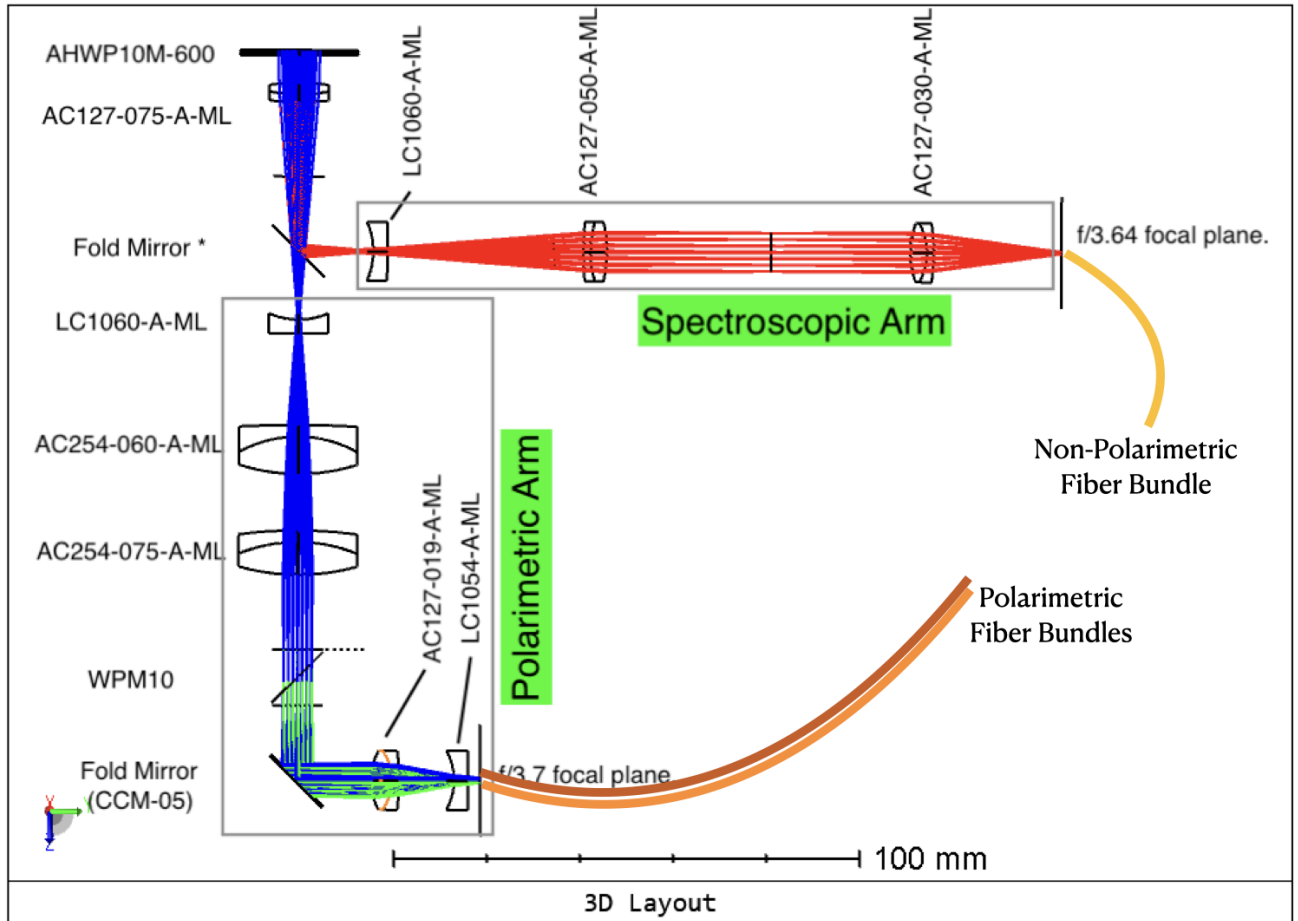 AHWP10M-600
AC127-075-A-ML
Fold Mirror *
LC1060-A-ML
AC254-060-A-ML
AC254-075-A-ML
WPM10
Fold Mirror
(CCM-05)
LC1060-A-ML
AC127-050-A-ML
AC127-030-A-ML
f/3.64 focal plane.
Spectroscopic Arm
Non-Polarimetric
Fiber Bundle
Polarimetric Arm
AC127-019-A-ML
LC1054-A-ML
f/3.7 focal plane
Polarimetric
Fiber Bundles
X
Y
Z
100 mm
3D Layout